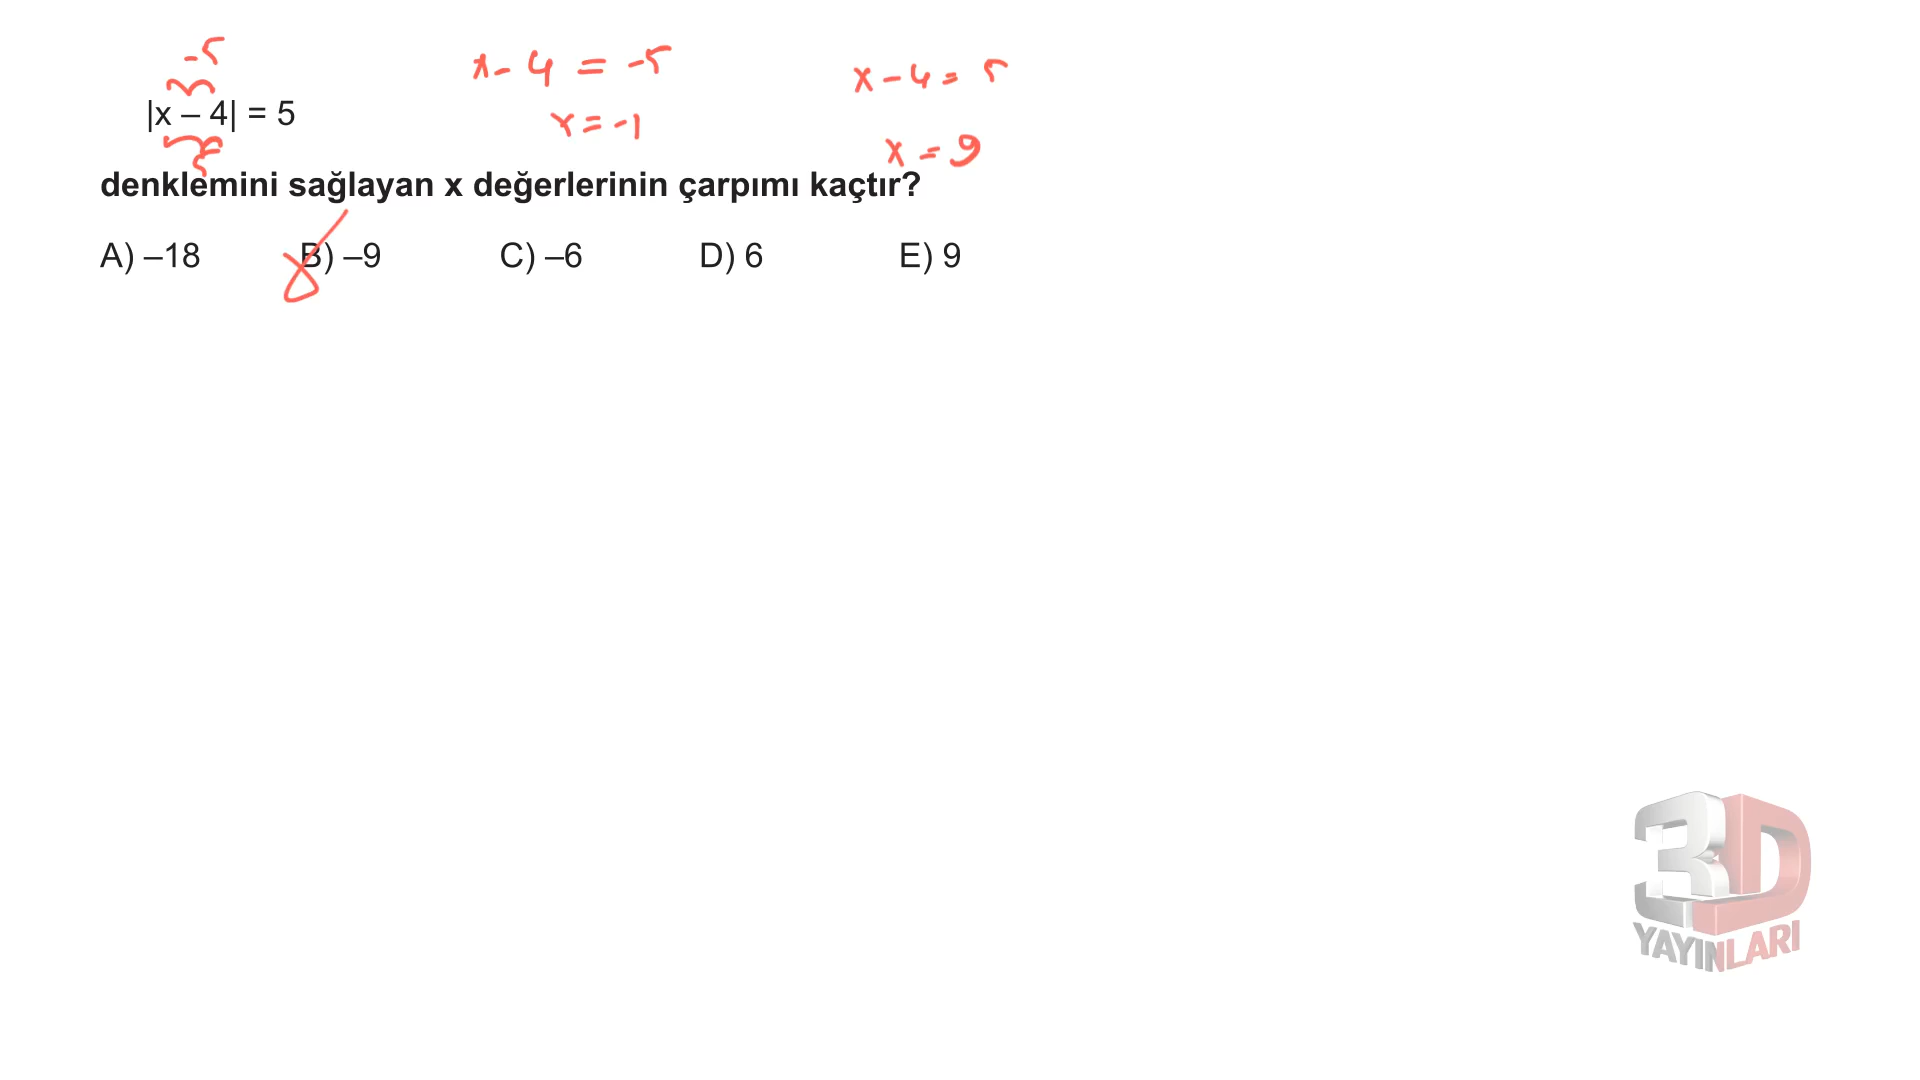 -5
x - 4 = -5
x - 4 = 5
|x – 4| = 5
x = -1
x = 9
5
denklemini sağlayan x değerlerinin çarpımı kaçtır?
A) –18 B) –9 C) –6 D) 6 E) 9
3D
YAYINLARI